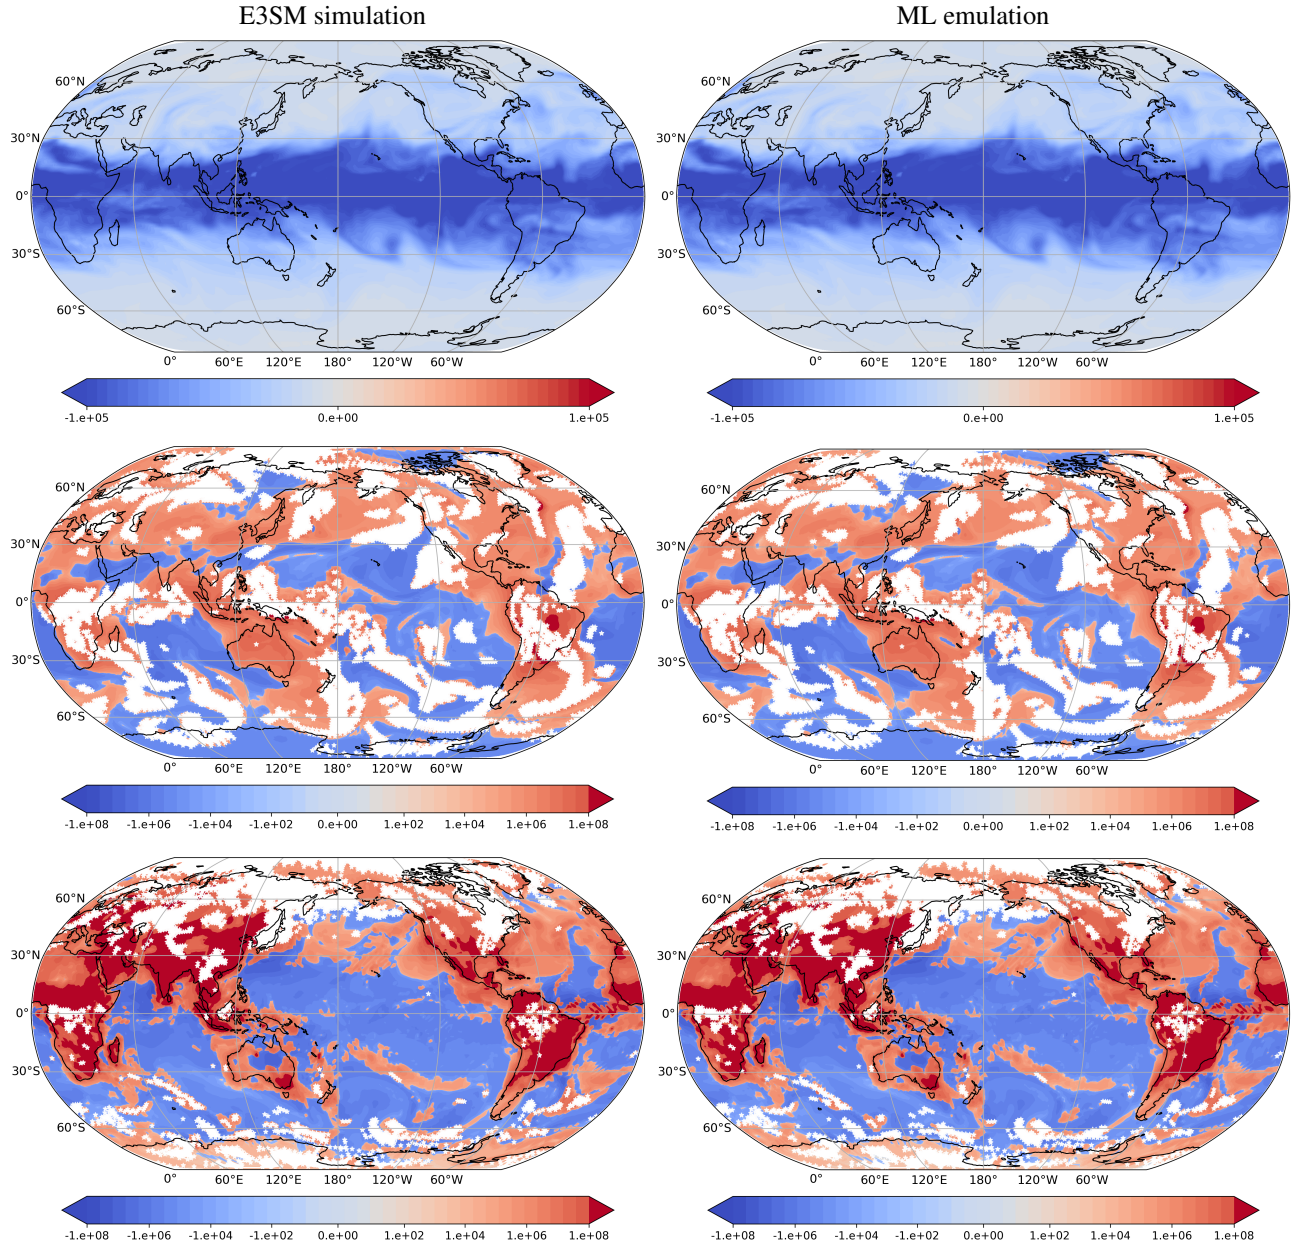 E3SM simulation ML emulation
60°N 60°N
30°N 30°N
0° 0°
30°S 30°S
60°S 60°S
0° 60°E 120°E 180° 120°W 60°W 0° 60°E 120°E 180° 120°W 60°W
-1.e+05 0.e+00 1.e+05 -1.e+05 0.e+00 1.e+05
60°N 60°N
30°N 30°N
0° 0°
30°S 30°S
60°S 60°S
0° 60°E 120°E 180° 120°W 60°W 0° 60°E 120°E 180° 120°W 60°W
-1.e+08 -1.e+06 -1.e+04 -1.e+02 0.e+00 1.e+02 1.e+04 1.e+06 1.e+08 -1.e+08 -1.e+06 -1.e+04 -1.e+02 0.e+00 1.e+02 1.e+04 1.e+06 1.e+08
60°N 60°N
30°N 30°N
0° 0°
30°S 30°S
60°S 60°S
0° 60°E 120°E 180° 120°W 60°W 0° 60°E 120°E 180° 120°W 60°W
-1.e+08 -1.e+06 -1.e+04 -1.e+02 0.e+00 1.e+02 1.e+04 1.e+06 1.e+08 -1.e+08 -1.e+06 -1.e+04 -1.e+02 0.e+00 1.e+02 1.e+04 1.e+06 1.e+08